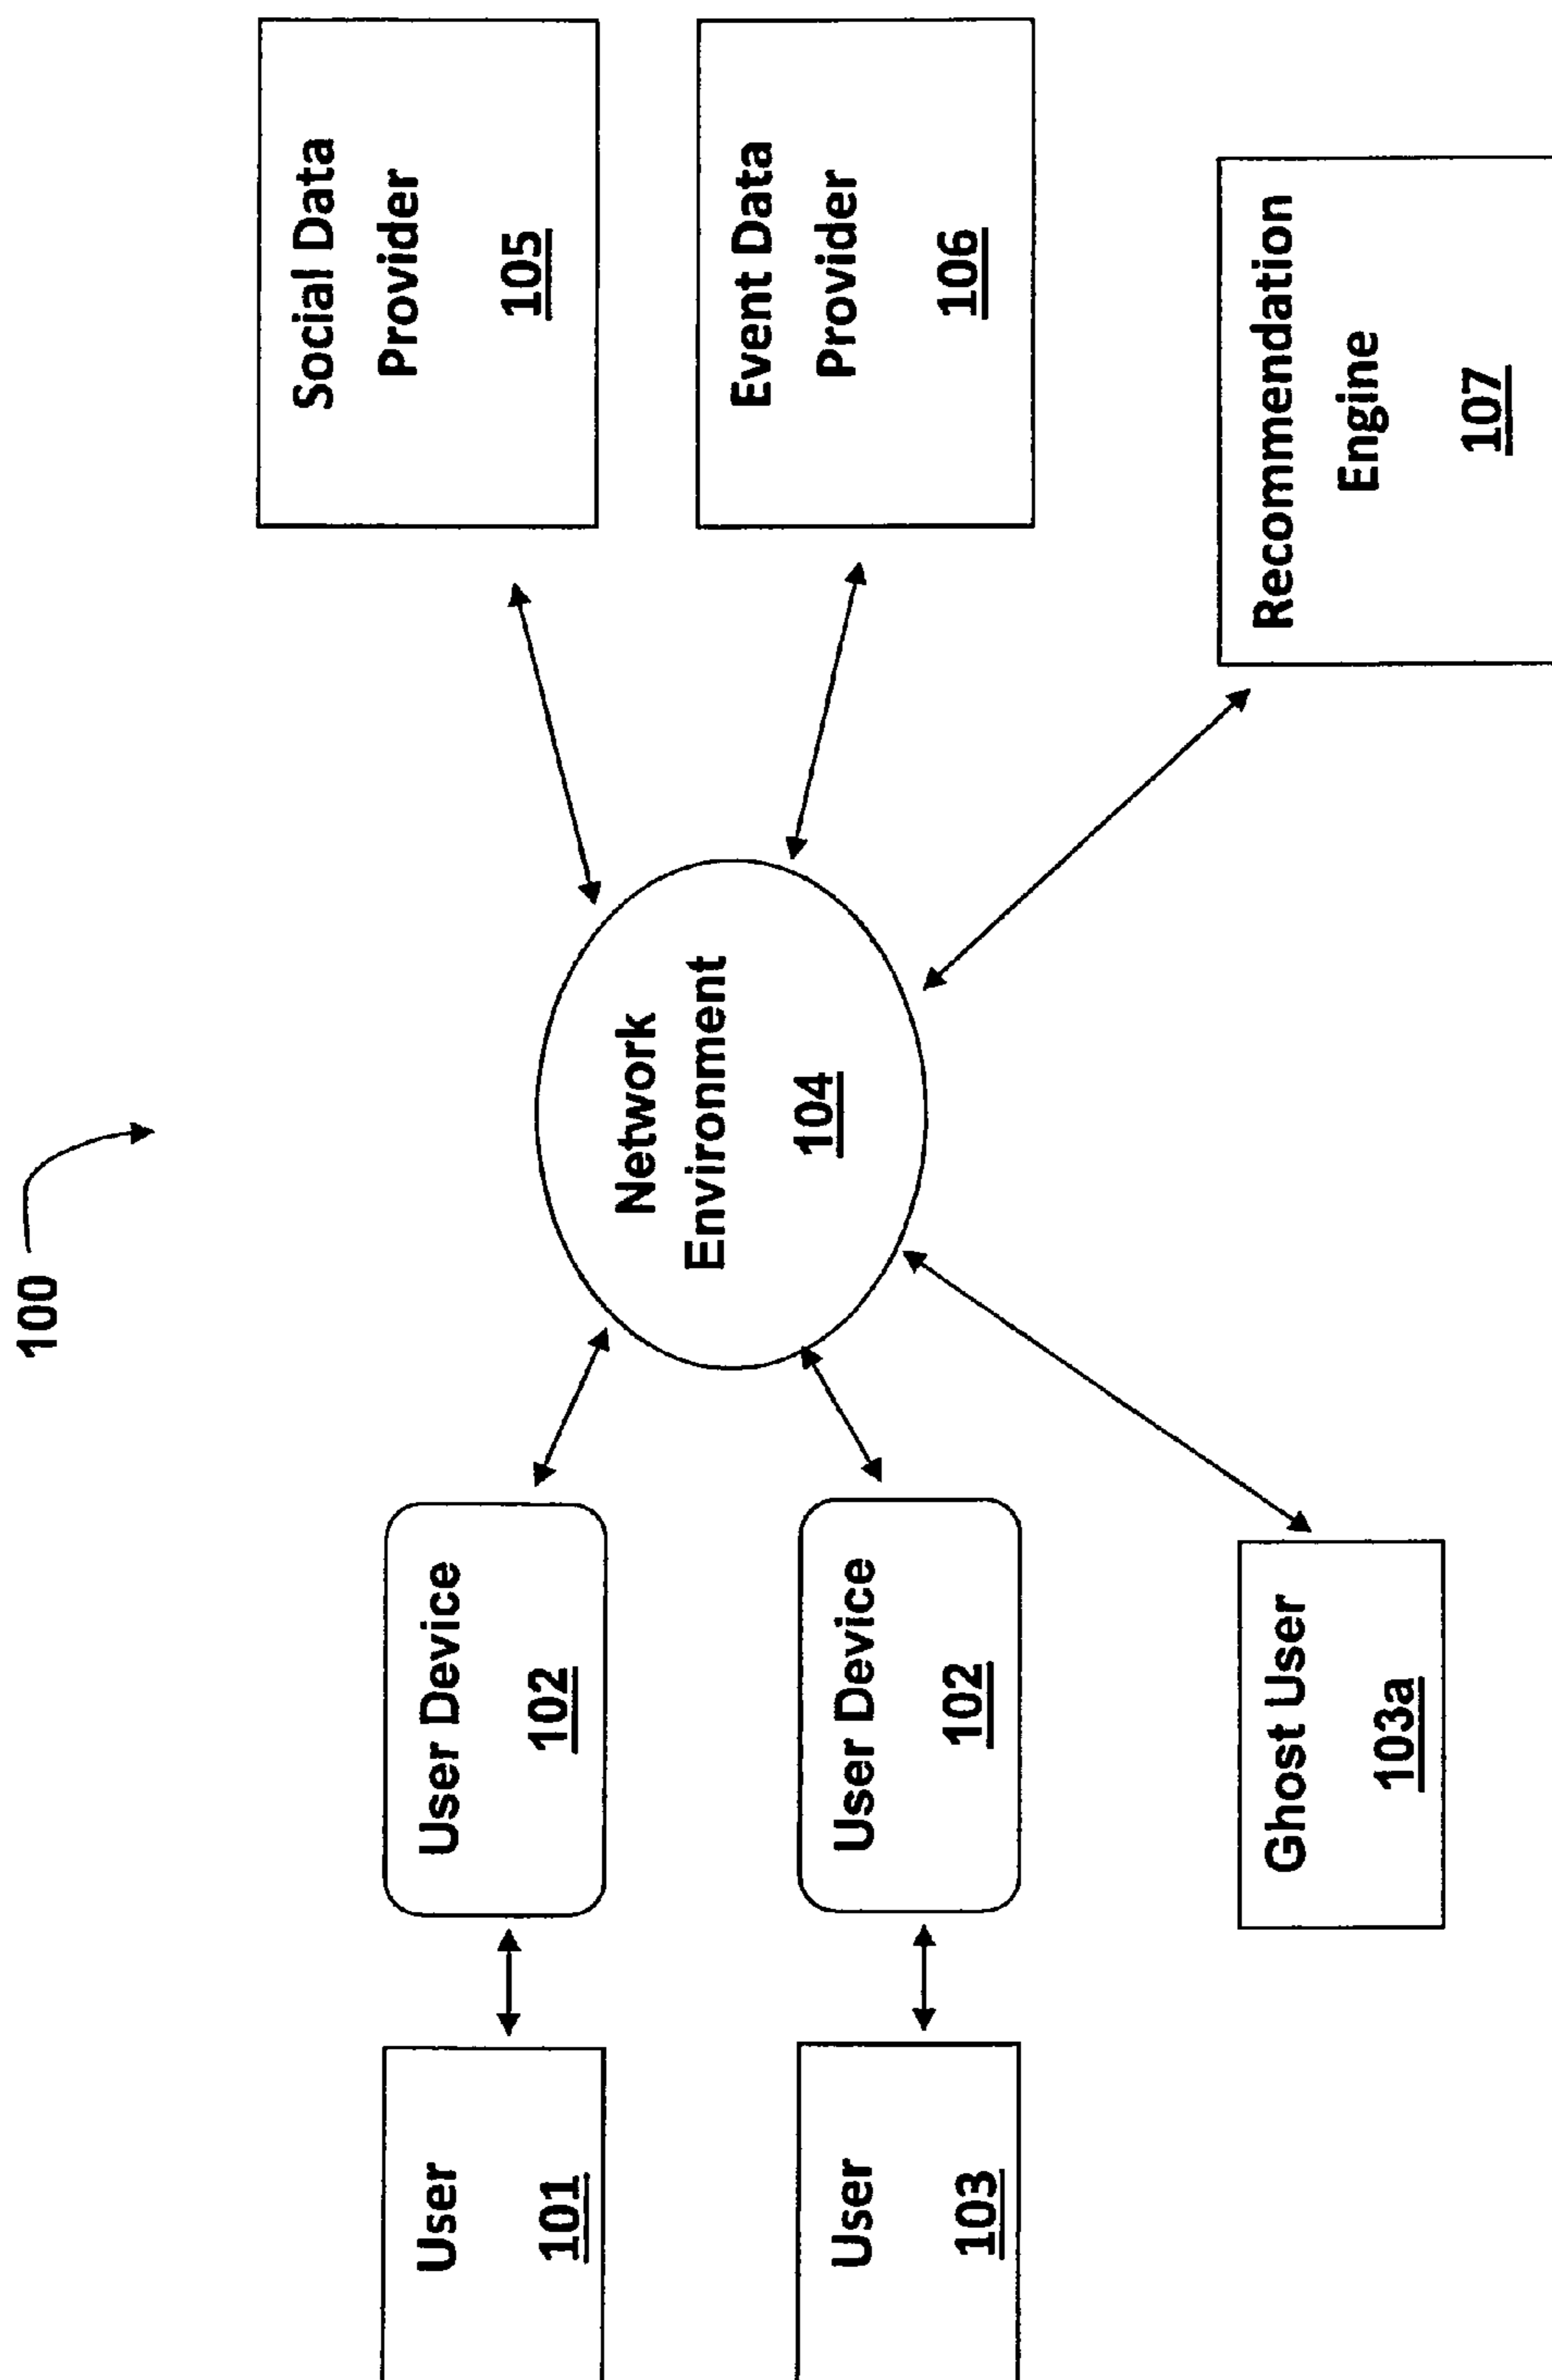 100
User
101
User Device
102
User
103
User Device
102
Ghost User
103a
Network
Environment
104
Social Data
Provider
105
Event Data
Provider
106
Recommendation
Engine
107